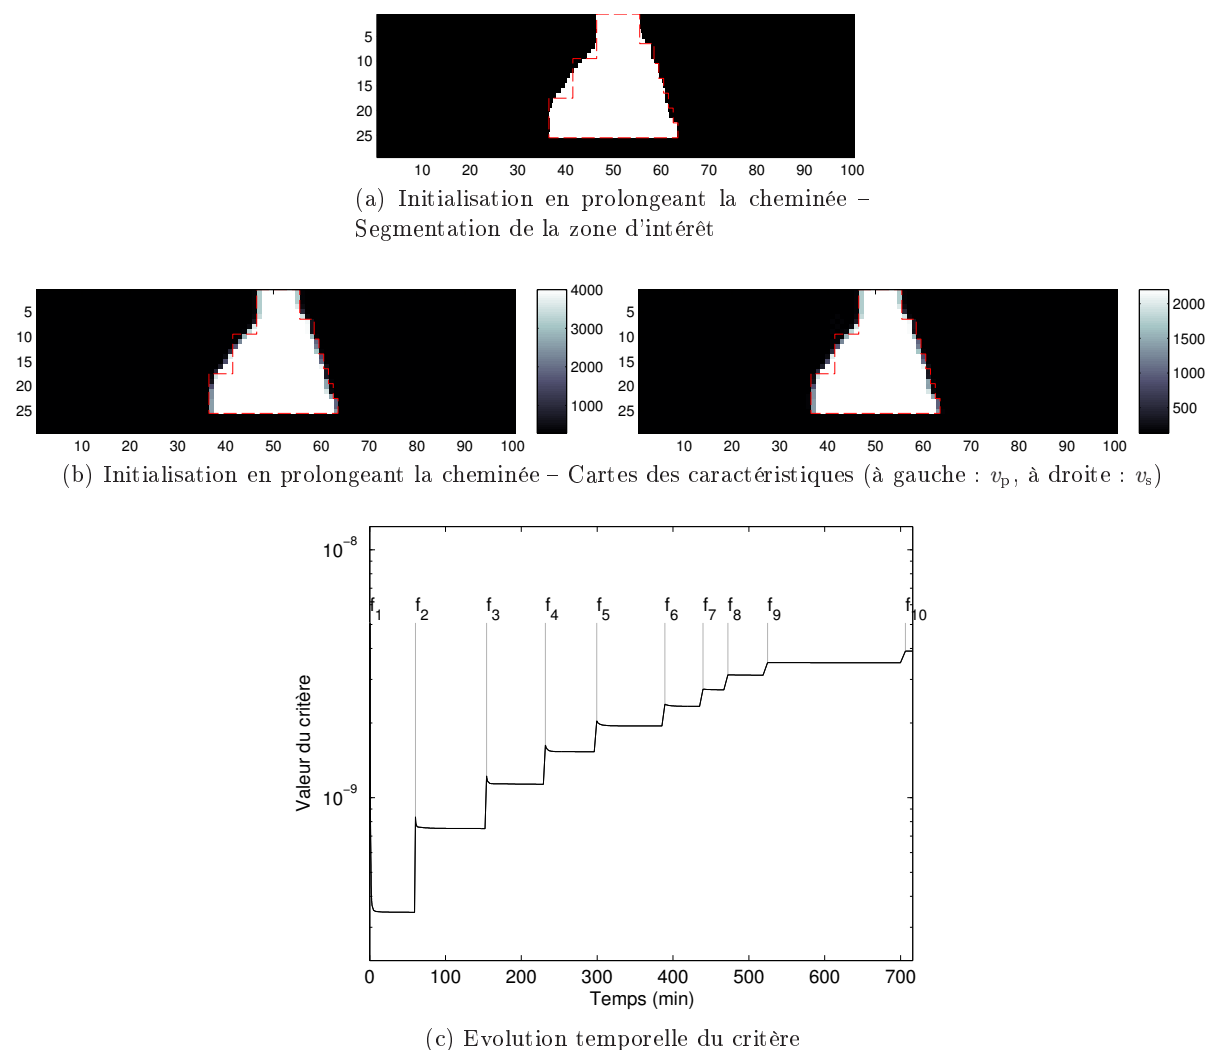 5
10
15
20
25
10 20 30 40 50 60 70 80 90 100
(a) Initialisation en prolongeant la cheminée –
Segmentation de la zone d'intérêt
5
10
15
20
25
10 20 30 40 50 60 70 80 90 100
4000
3000
2000
1000
5
10
15
20
25
10 20 30 40 50 60 70 80 90 100
2000
1500
1000
500
(b) Initialisation en prolongeant la cheminée – Cartes des caractéristiques (à gauche : vp, à droite : vs)
10−8
10−9
Valeur du critère
f1 f2 f3 f4 f5 f6 f7 f8 f9 f10
0 100 200 300 400 500 600 700
Temps (min)
(c) Evolution temporelle du critère